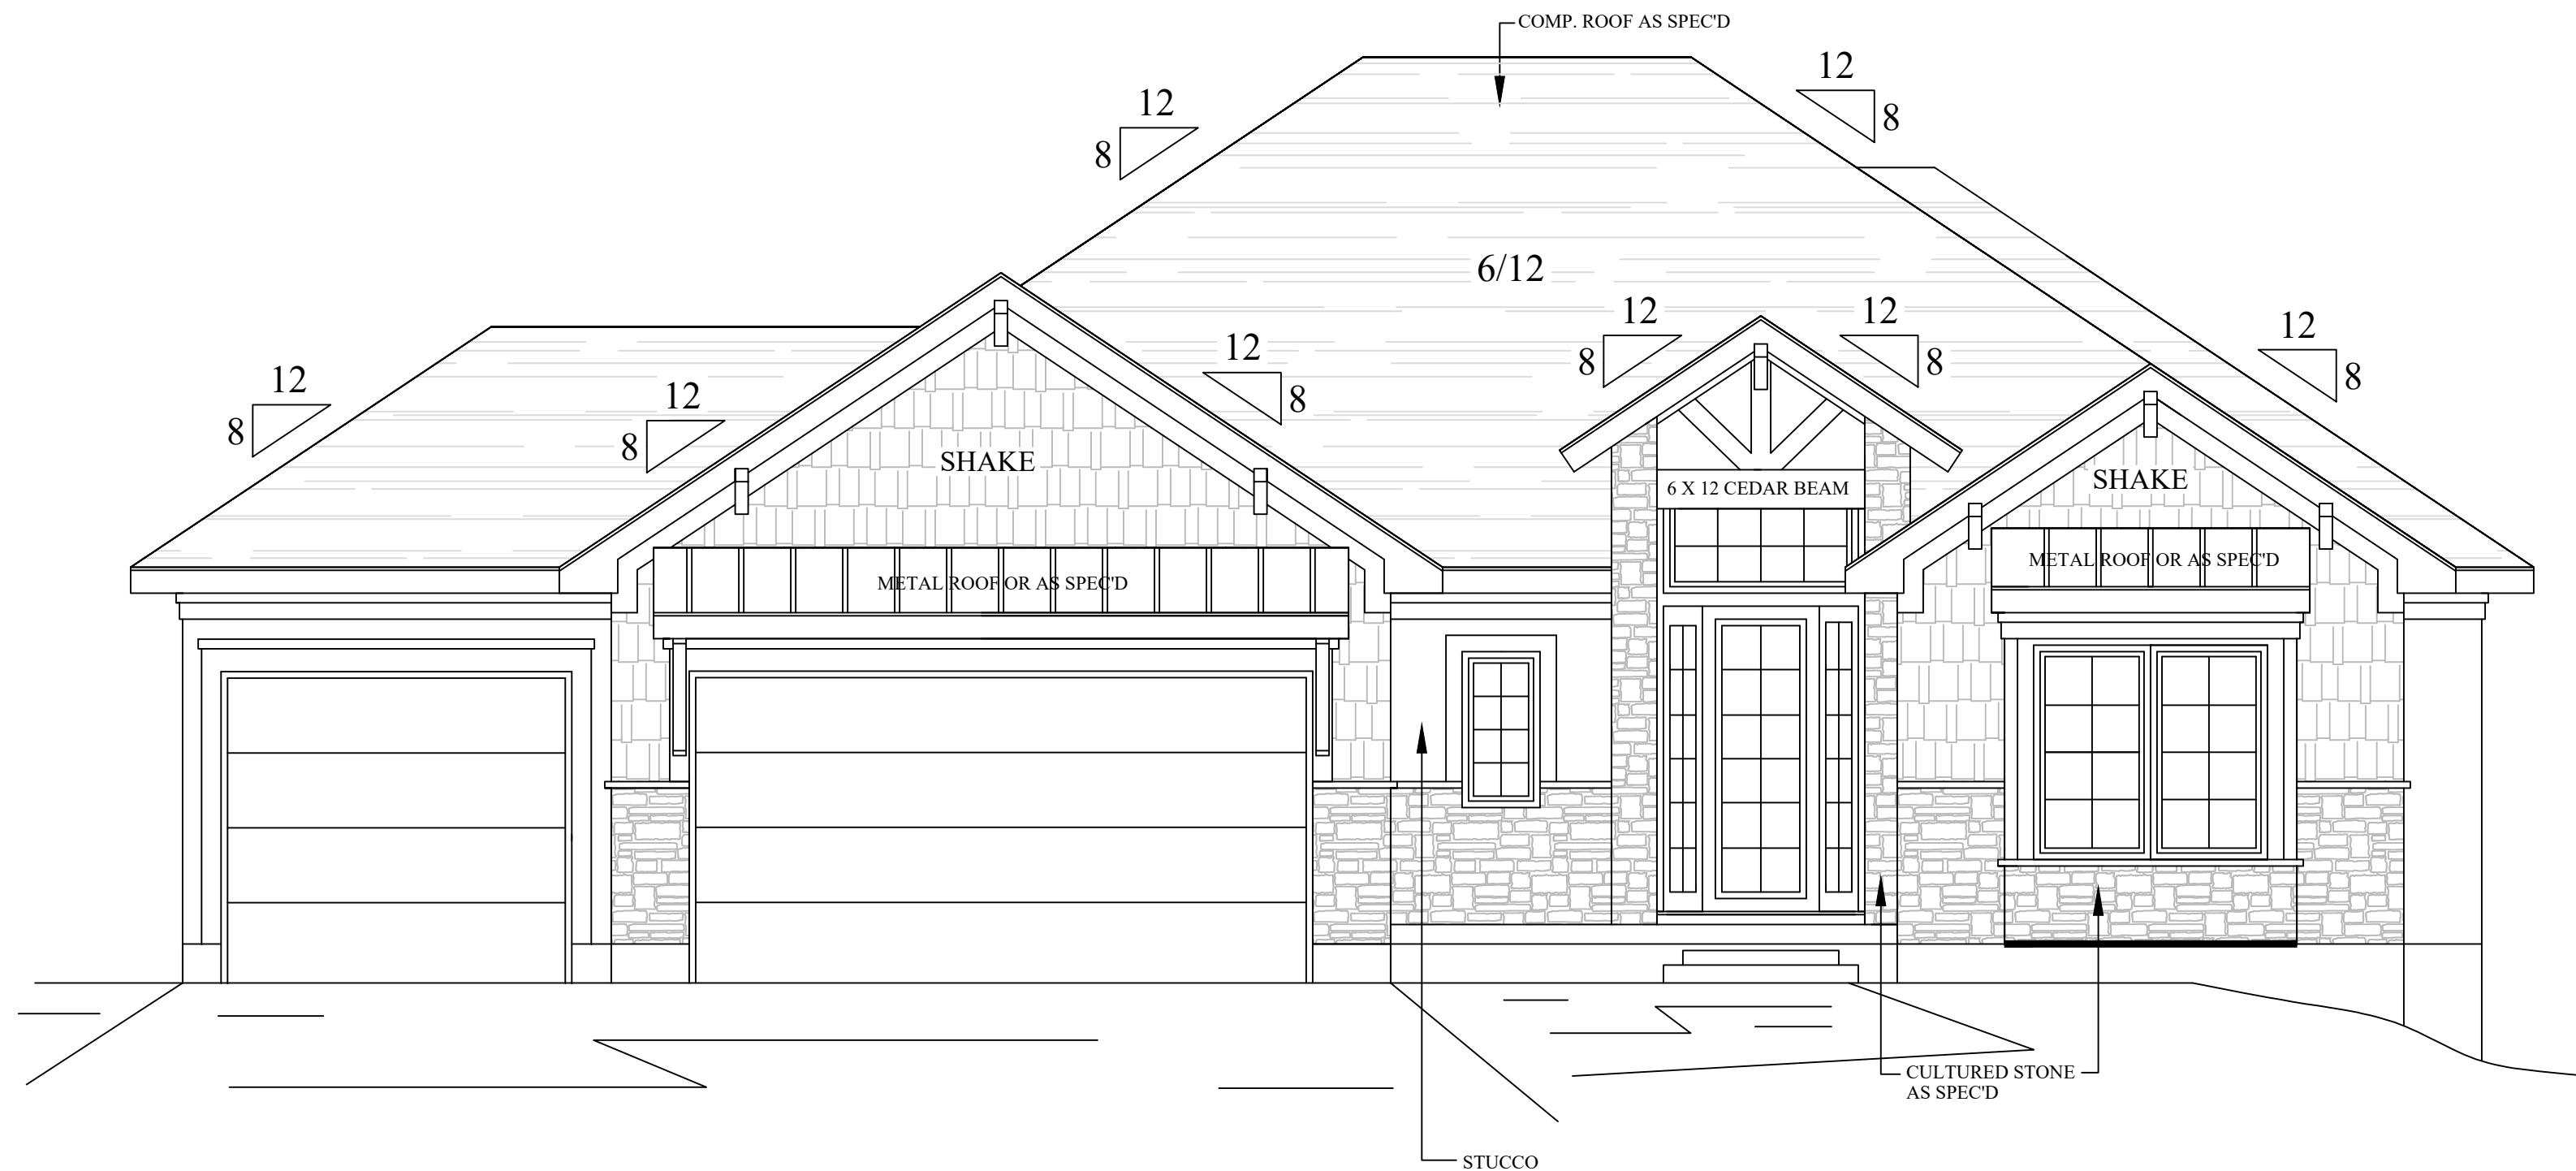 COMP. ROOF AS SPEC'D
12
8
12
8
6/12
12
8
12
8
12
8
12
8
12
8
12
8
SHAKE
SHAKE
6 X 12 CEDAR BEAM
METAL ROOF OR AS SPEC'D
METAL ROOF OR AS SPEC'D
CULTURED STONE
AS SPEC'D
STUCCO